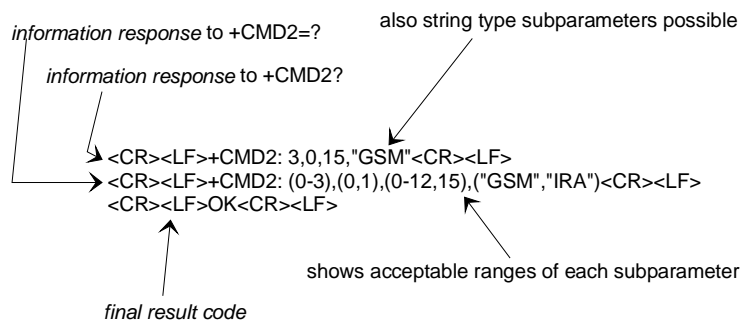 also string type subparameters possible
information response to +CMD2=?
information response to +CMD2?
<CR><LF>+CMD2: 3,0,15,"GSM"<CR><LF>
<CR><LF>+CMD2: (0-3),(0,1),(0-12,15),("GSM","IRA")<CR><LF>
<CR><LF>OK<CR><LF>
shows acceptable ranges of each subparameter
final result code